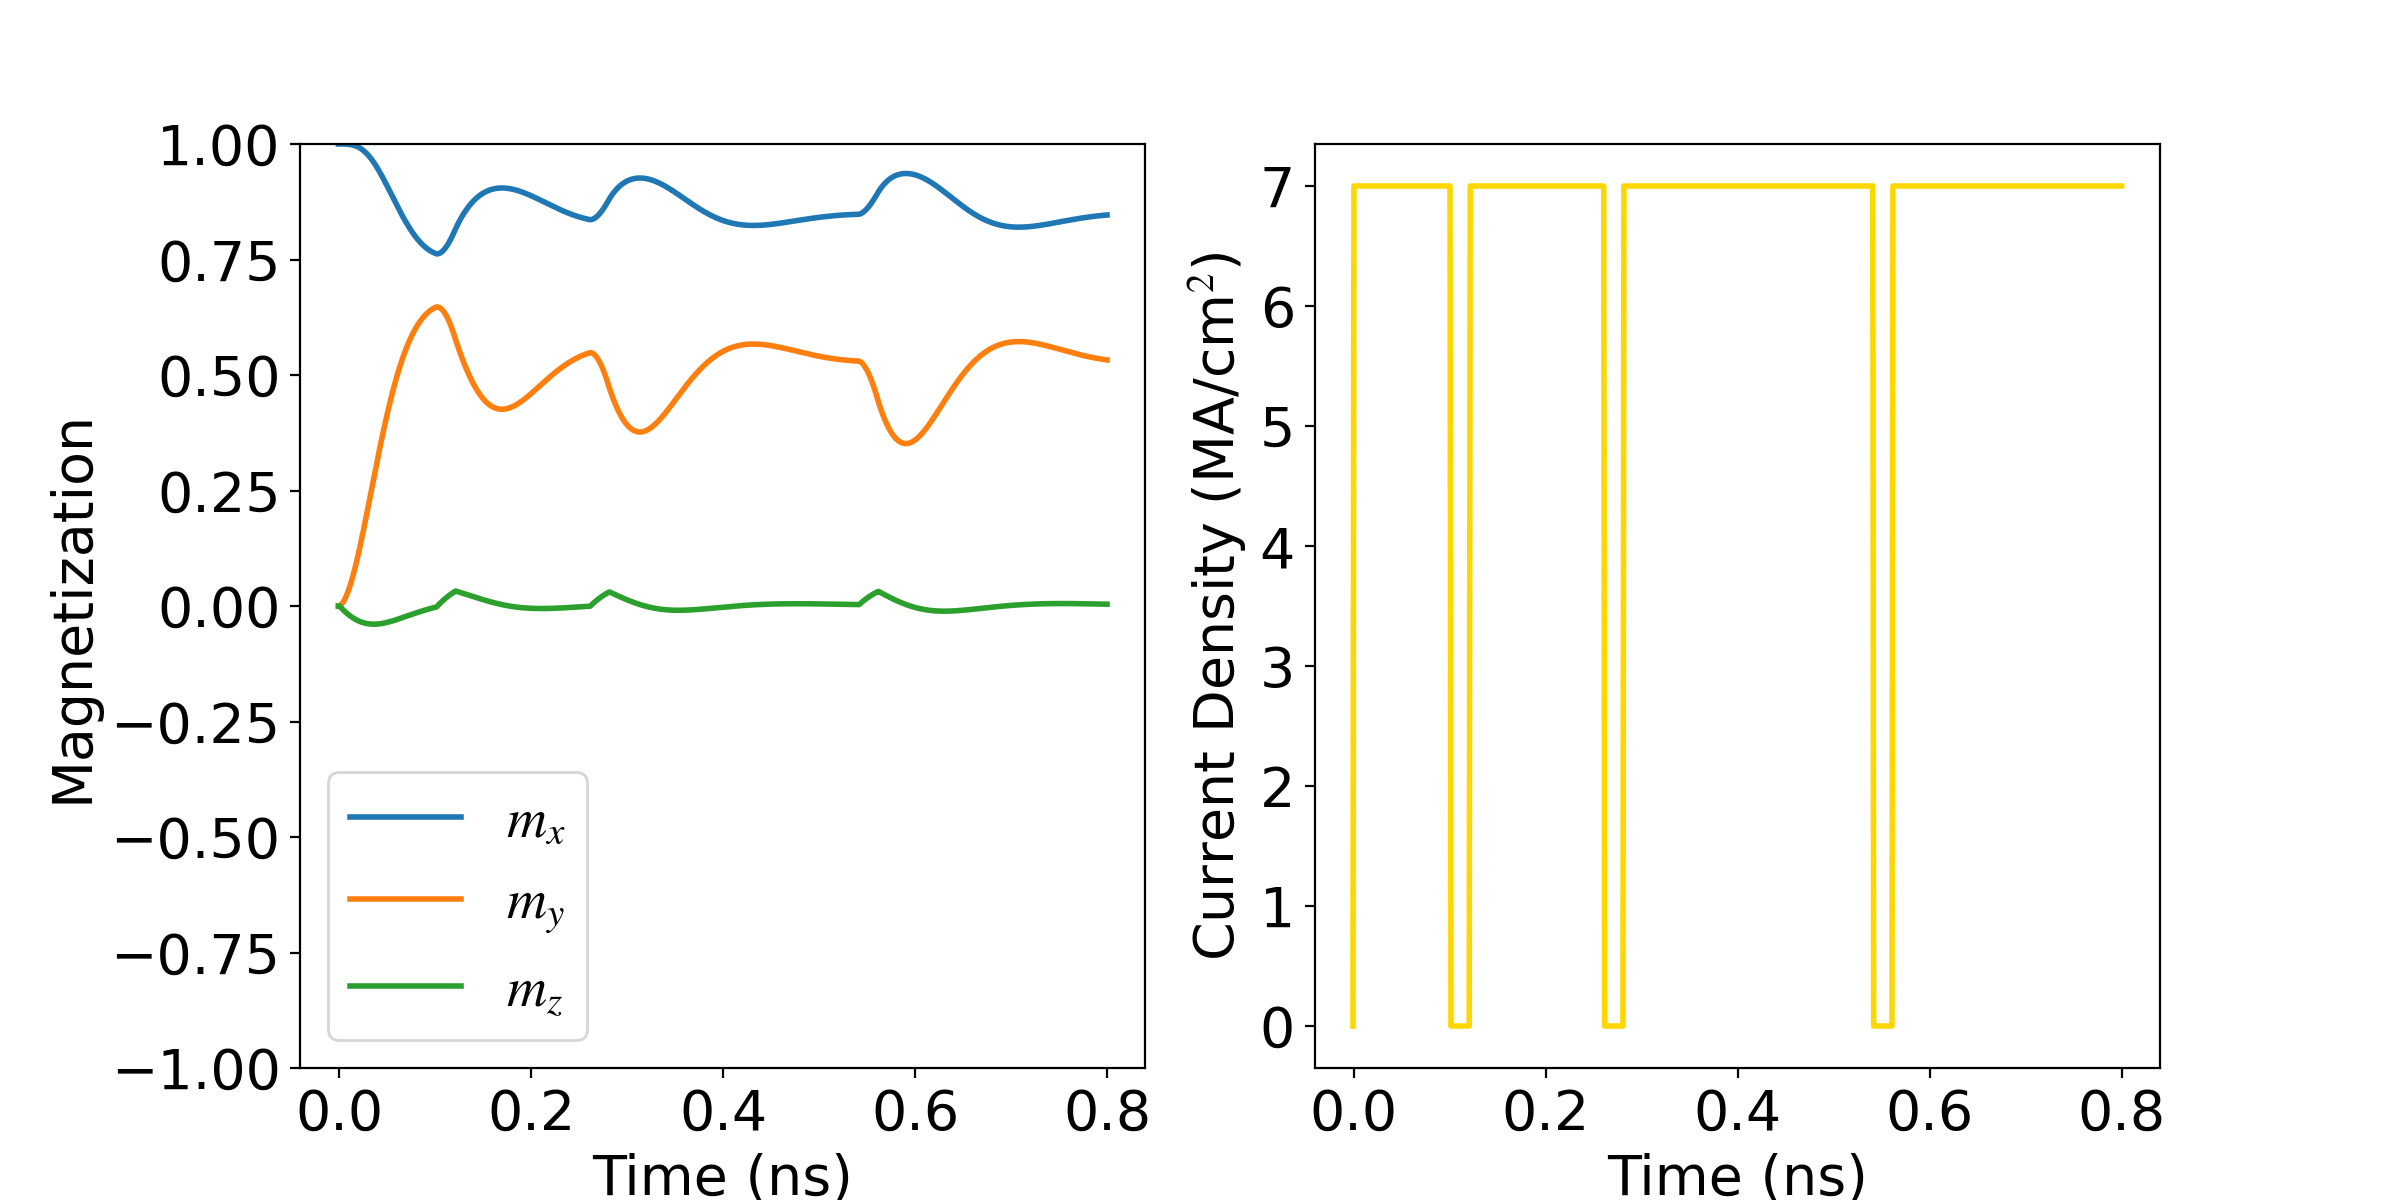 Magnetization
1.00
0.75
0.50
0.25
0.00
−0.25
−0.50
−0.75
−1.00
m_x
m_y
m_z
0.0 0.2 0.4 0.6 0.8
Time (ns)
Current Density (MA/cm²)
7
6
5
4
3
2
1
0
0.0 0.2 0.4 0.6 0.8
Time (ns)